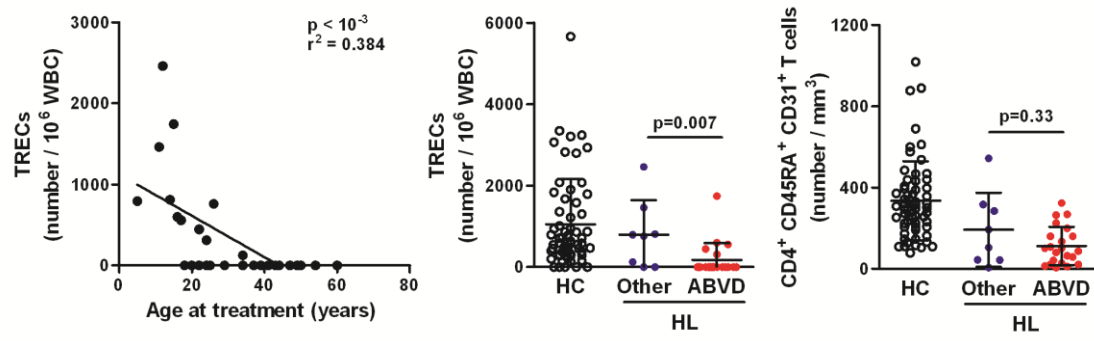 TRECs
(number / 10⁶ WBC)
3000
2000
1000
0
p < 10⁻³
r² = 0.384
0 20 40 60 80
Age at treatment (years)
TRECs
(number / 10⁶ WBC)
6000
4000
2000
0
p=0.007
HC Other ABVD
HL
CD4⁺ CD45RA⁺ CD31⁺ T cells
(number / mm³)
1200
800
400
0
p=0.33
HC Other ABVD
HL